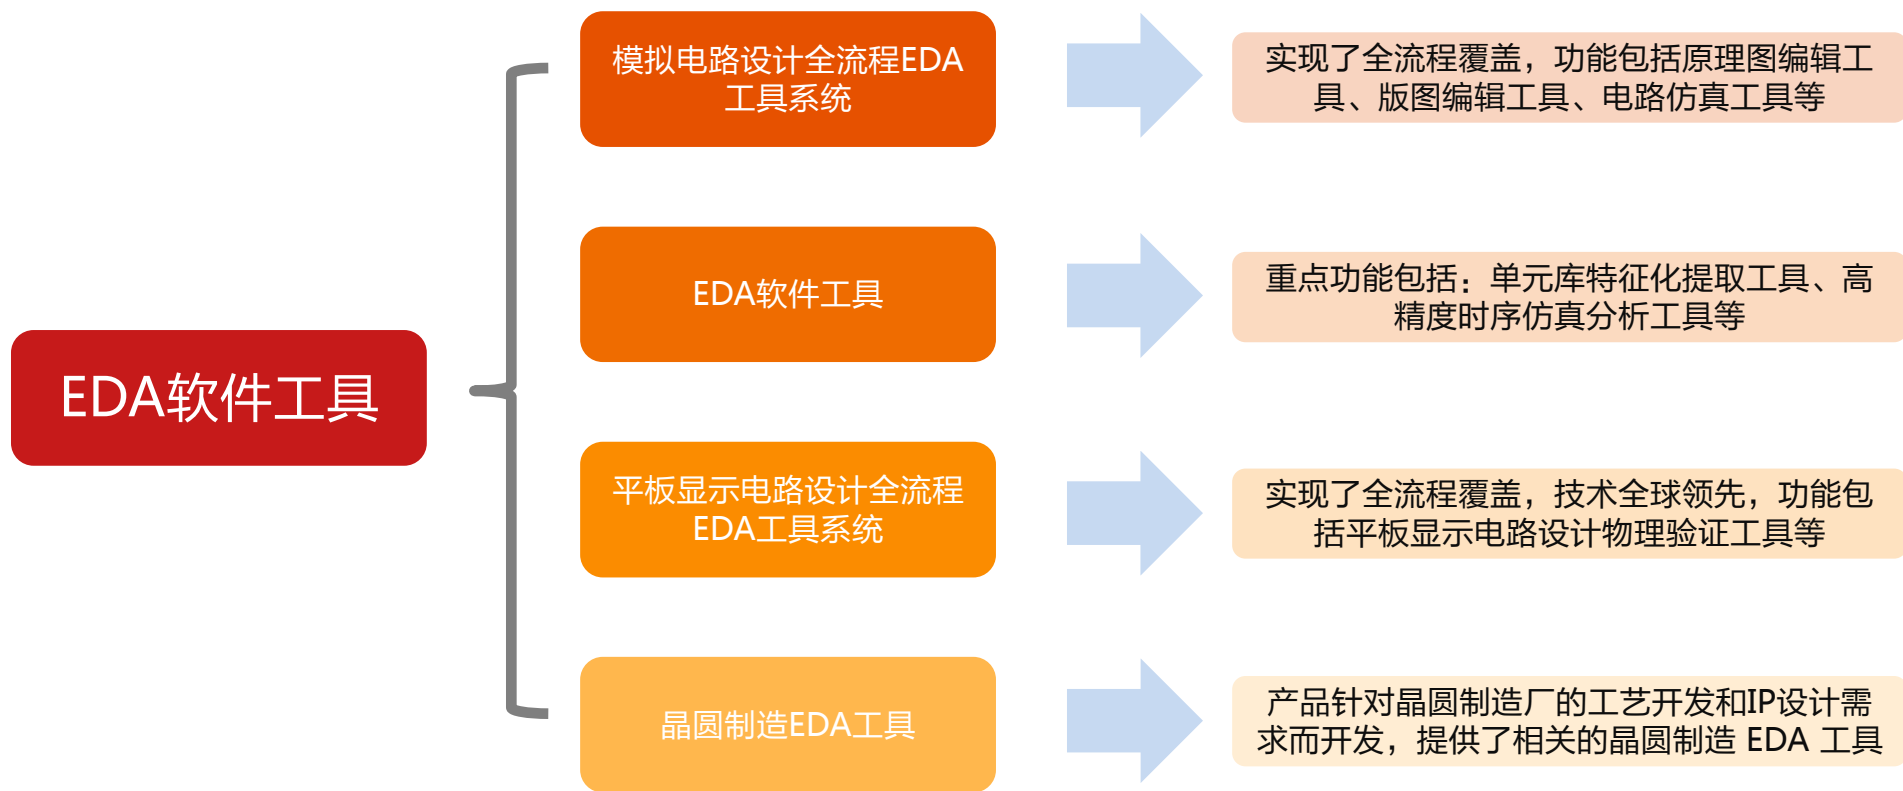 EDA软件工具
模拟电路设计全流程EDA
工具系统
实现了全流程覆盖，功能包括原理图编辑工
具、版图编辑工具、电路仿真工具等
EDA软件工具
重点功能包括：单元库特征化提取工具、高
精度时序仿真分析工具等
平板显示电路设计全流程
EDA工具系统
实现了全流程覆盖，技术全球领先，功能包
括平板显示电路设计物理验证工具等
晶圆制造EDA工具
产品针对晶圆制造厂的工艺开发和IP设计需
求而开发，提供了相关的晶圆制造 EDA 工具